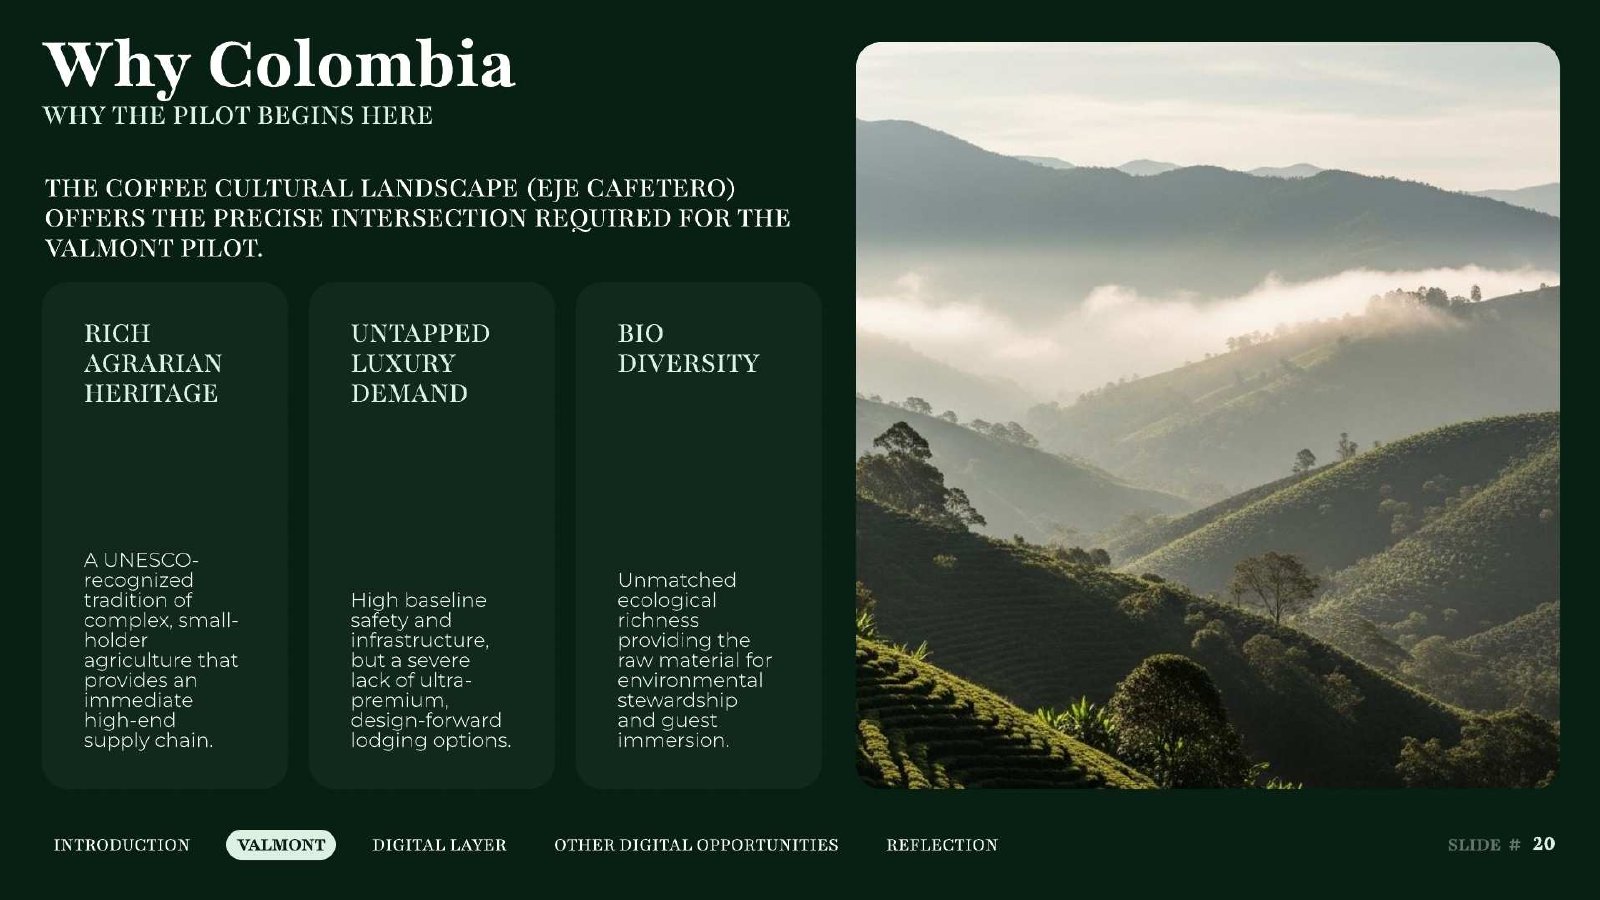 Why Colombia
WHY THE PILOT BEGINS HERE
THE COFFEE CULTURAL LANDSCAPE (EJE CAFETERO)
OFFERS THE PRECISE INTERSECTION REQUIRED FOR THE
VALMONT PILOT.
RICH
AGRARIAN
HERITAGE
A UNESCO-
recognized
tradition of
complex, small-
holder
agriculture that
provides an
immediate
high-end
supply chain.
UNTAPPED
LUXURY
DEMAND
High baseline
safety and
infrastructure,
but a severe
lack of ultra-
premium,
design-forward
lodging options.
BIO
DIVERSITY
Unmatched
ecological
richness
providing the
raw material for
environmental
stewardship
and guest
immersion.
INTRODUCTION
VALMONT
DIGITAL LAYER
OTHER DIGITAL OPPORTUNITIES
REFLECTION
SLIDE # 20